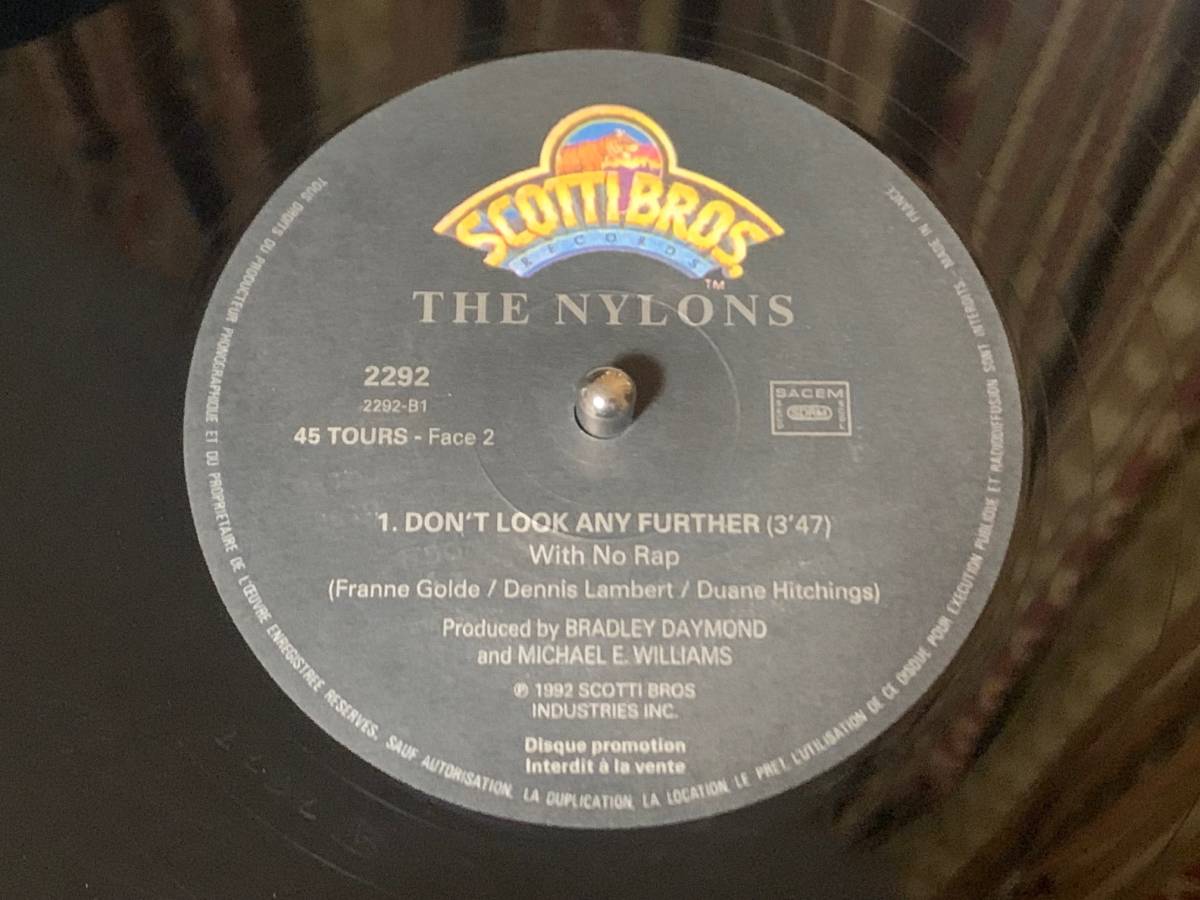 SCOTTI BROS.
RECORDS
TM
THE NYLONS
2292
2292-B1
45 TOURS - Face 2
SACEM
SDRM
1. DON'T LOOK ANY FURTHER (3'47)
With No Rap
(Franne Golde / Dennis Lambert / Duane Hitchings)
Produced by BRADLEY DAYMOND
and MICHAEL E. WILLIAMS
℗ 1992 SCOTTI BROS
INDUSTRIES INC.
Disque promotion
Interdit à la vente
TOUS DROITS DU PRODUCTEUR PHONOGRAPHIQUE ET DU PROPRIETAIRE DE L'ŒUVRE ENREGISTREE RESERVES. SAUF AUTORISATION. LA DUPLICATION. LA LOCATION. LE PRET. L'UTILISATION DE CE DISQUE POUR EXECUTION PUBLIQUE ET RADIODIFFUSION SONT INTERDITS - MADE IN FRANCE